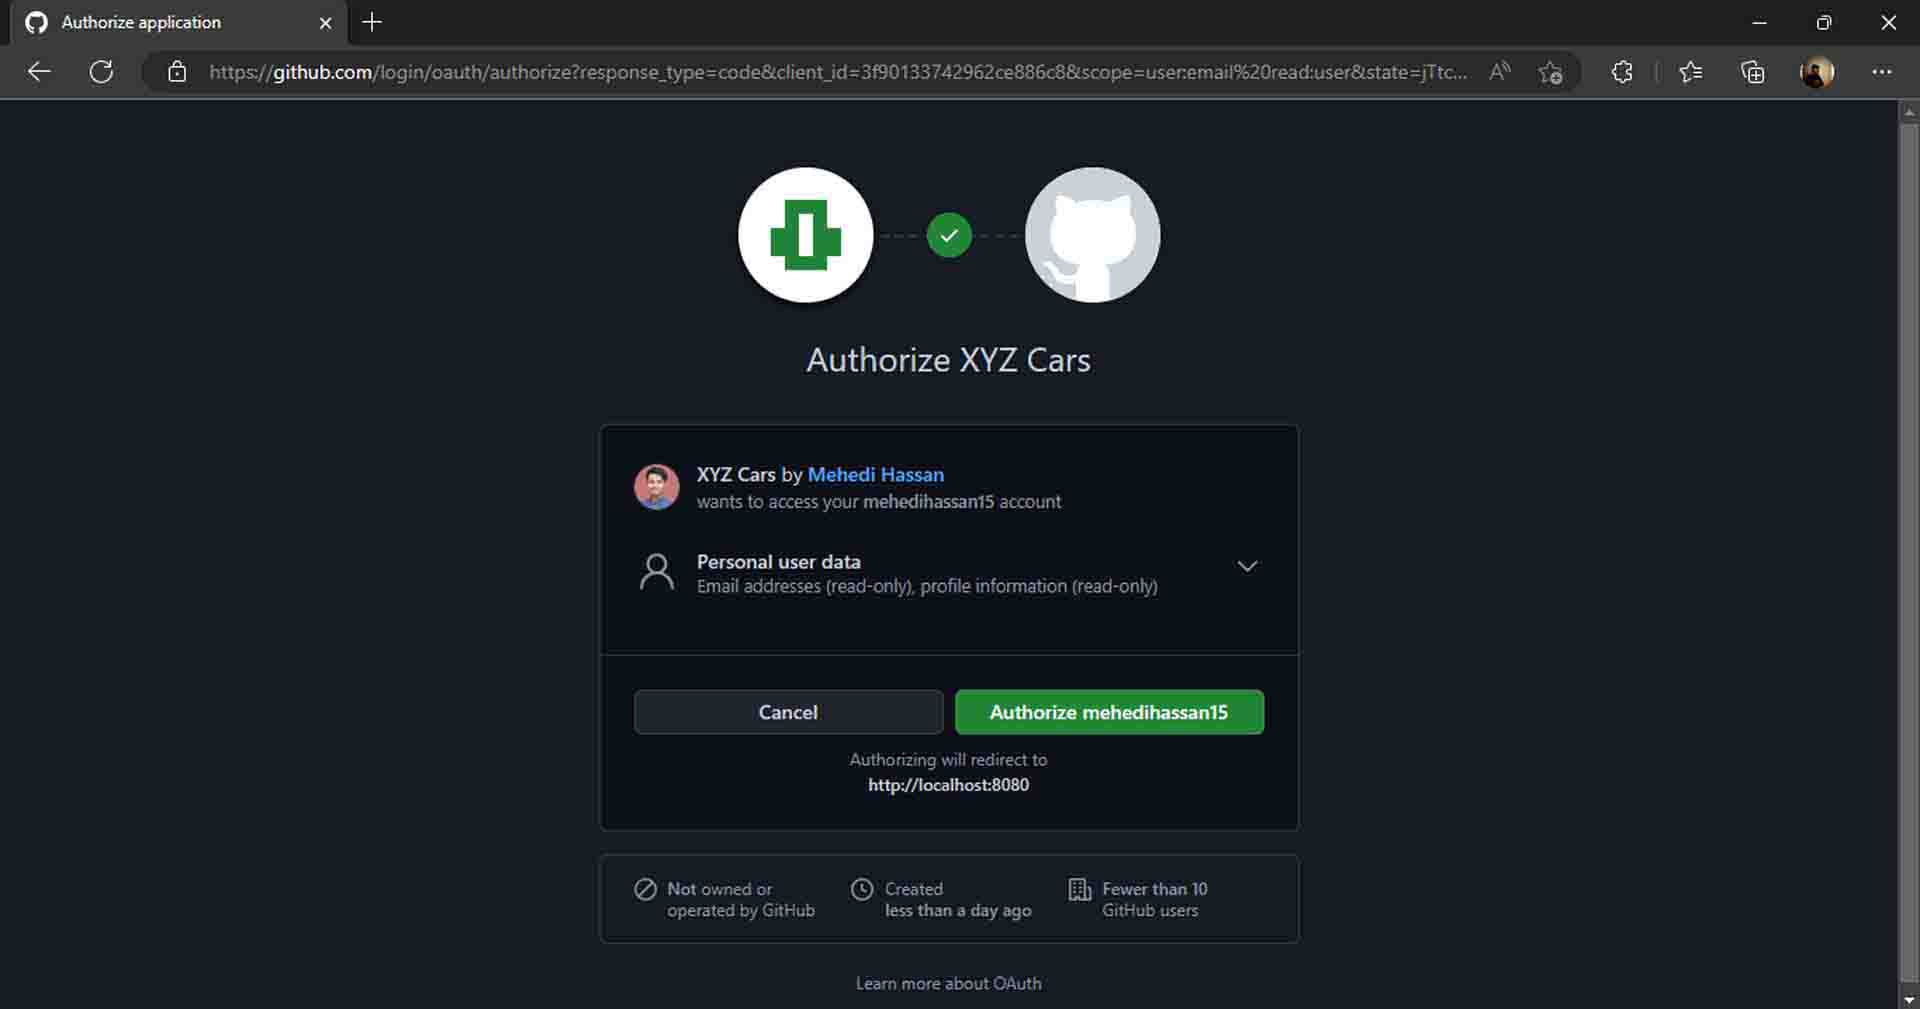 Authorize application
https://github.com/login/oauth/authorize?response_type=code&client_id=3f90133742962ce886c8&scope=user:email%20read:user&state=jTtc...
Authorize XYZ Cars
XYZ Cars by Mehedi Hassan
wants to access your mehedihassan15 account
Personal user data
Email addresses (read-only), profile information (read-only)
Cancel
Authorize mehedihassan15
Authorizing will redirect to
http://localhost:8080
Not owned or
operated by GitHub
Created
less than a day ago
Fewer than 10
GitHub users
Learn more about OAuth